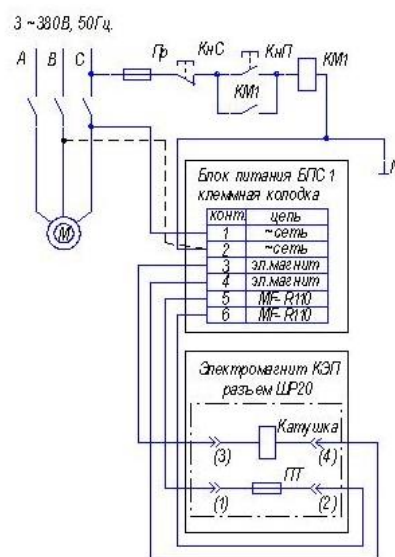 3 ~380В, 50Гц.
А В С Пр КнС КнП КМ1
КМ1
Блок питания БПС 1
клеммная колодка
конт. цепь
1 ~сеть
2 ~сеть
3 эл.магнит
4 эл.магнит
5 MF-R110
6 MF-R110
М
Электромагнит КЭП
разъем ШР20
Катушка
(3) (4)
ПТ
(1) (2)